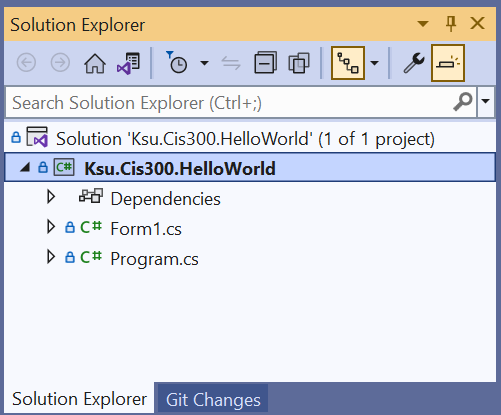 Solution Explorer
Search Solution Explorer (Ctrl+;)
Solution 'Ksu.Cis300.HelloWorld' (1 of 1 project)
C# Ksu.Cis300.HelloWorld
Dependencies
C# Form1.cs
C# Program.cs
Solution Explorer Git Changes